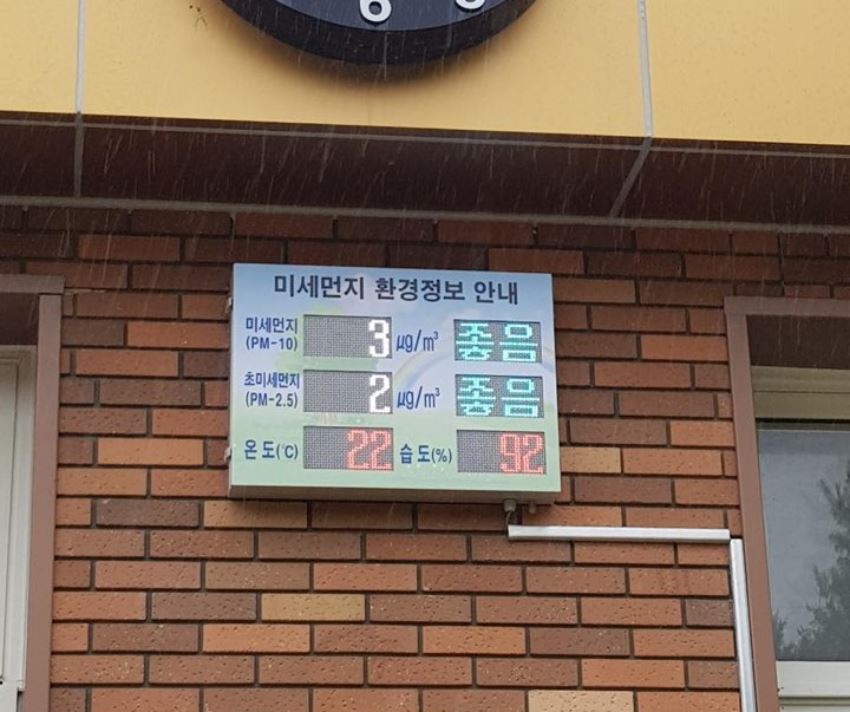 6
미세먼지 환경정보 안내
미세먼지
(PM-10) 3 µg/m³ 좋음
초미세먼지
(PM-2.5) 2 µg/m³ 좋음
온도(℃) 22 습도(%) 92